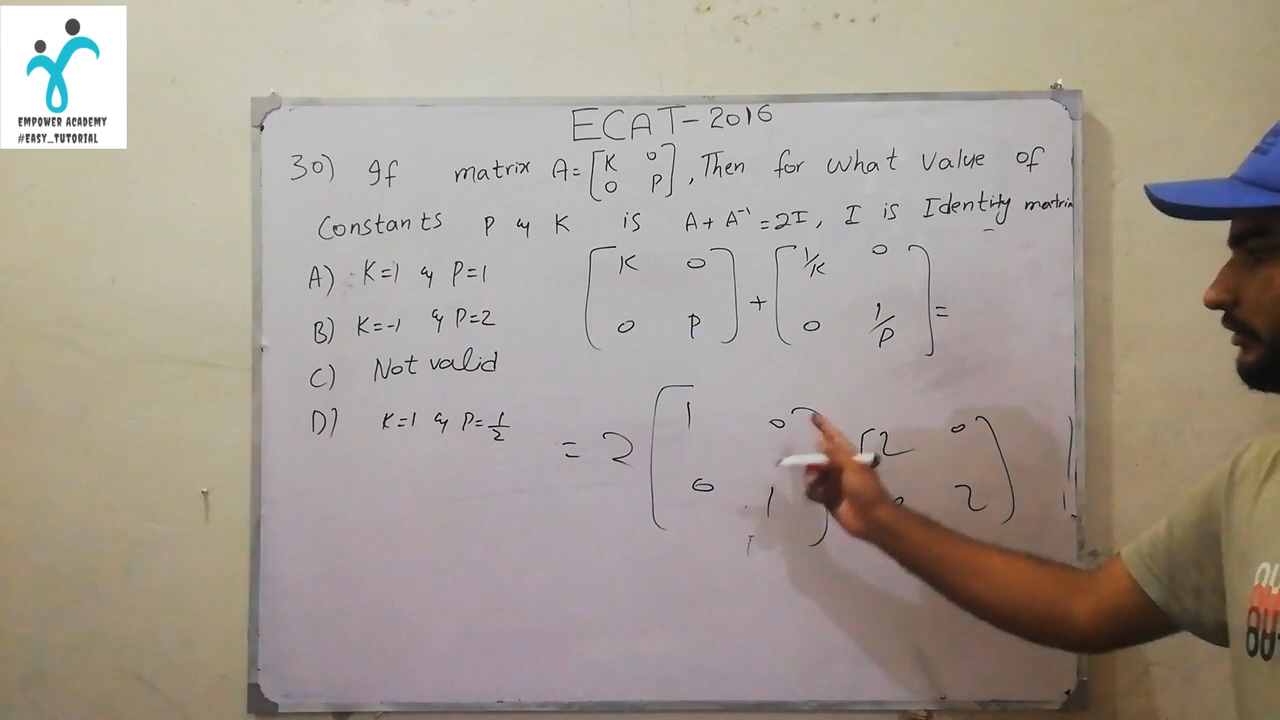 EMPOWER ACADEMY
#EASY_TUTORIAL
ECAT-2016
30) If matrix A = [K 0 0 P], Then for what value of
Constants P & K is A + A⁻¹ = 2I, I is Identity matrix
A) K=1 & P=1
B) K=-1 & P=2
C) Not valid
D) K=1 & P=1/2
[K 0 + [1/K 0 =
0 P] 0 1/P]
= 2 [1 0 [2 0
0 1] 2]